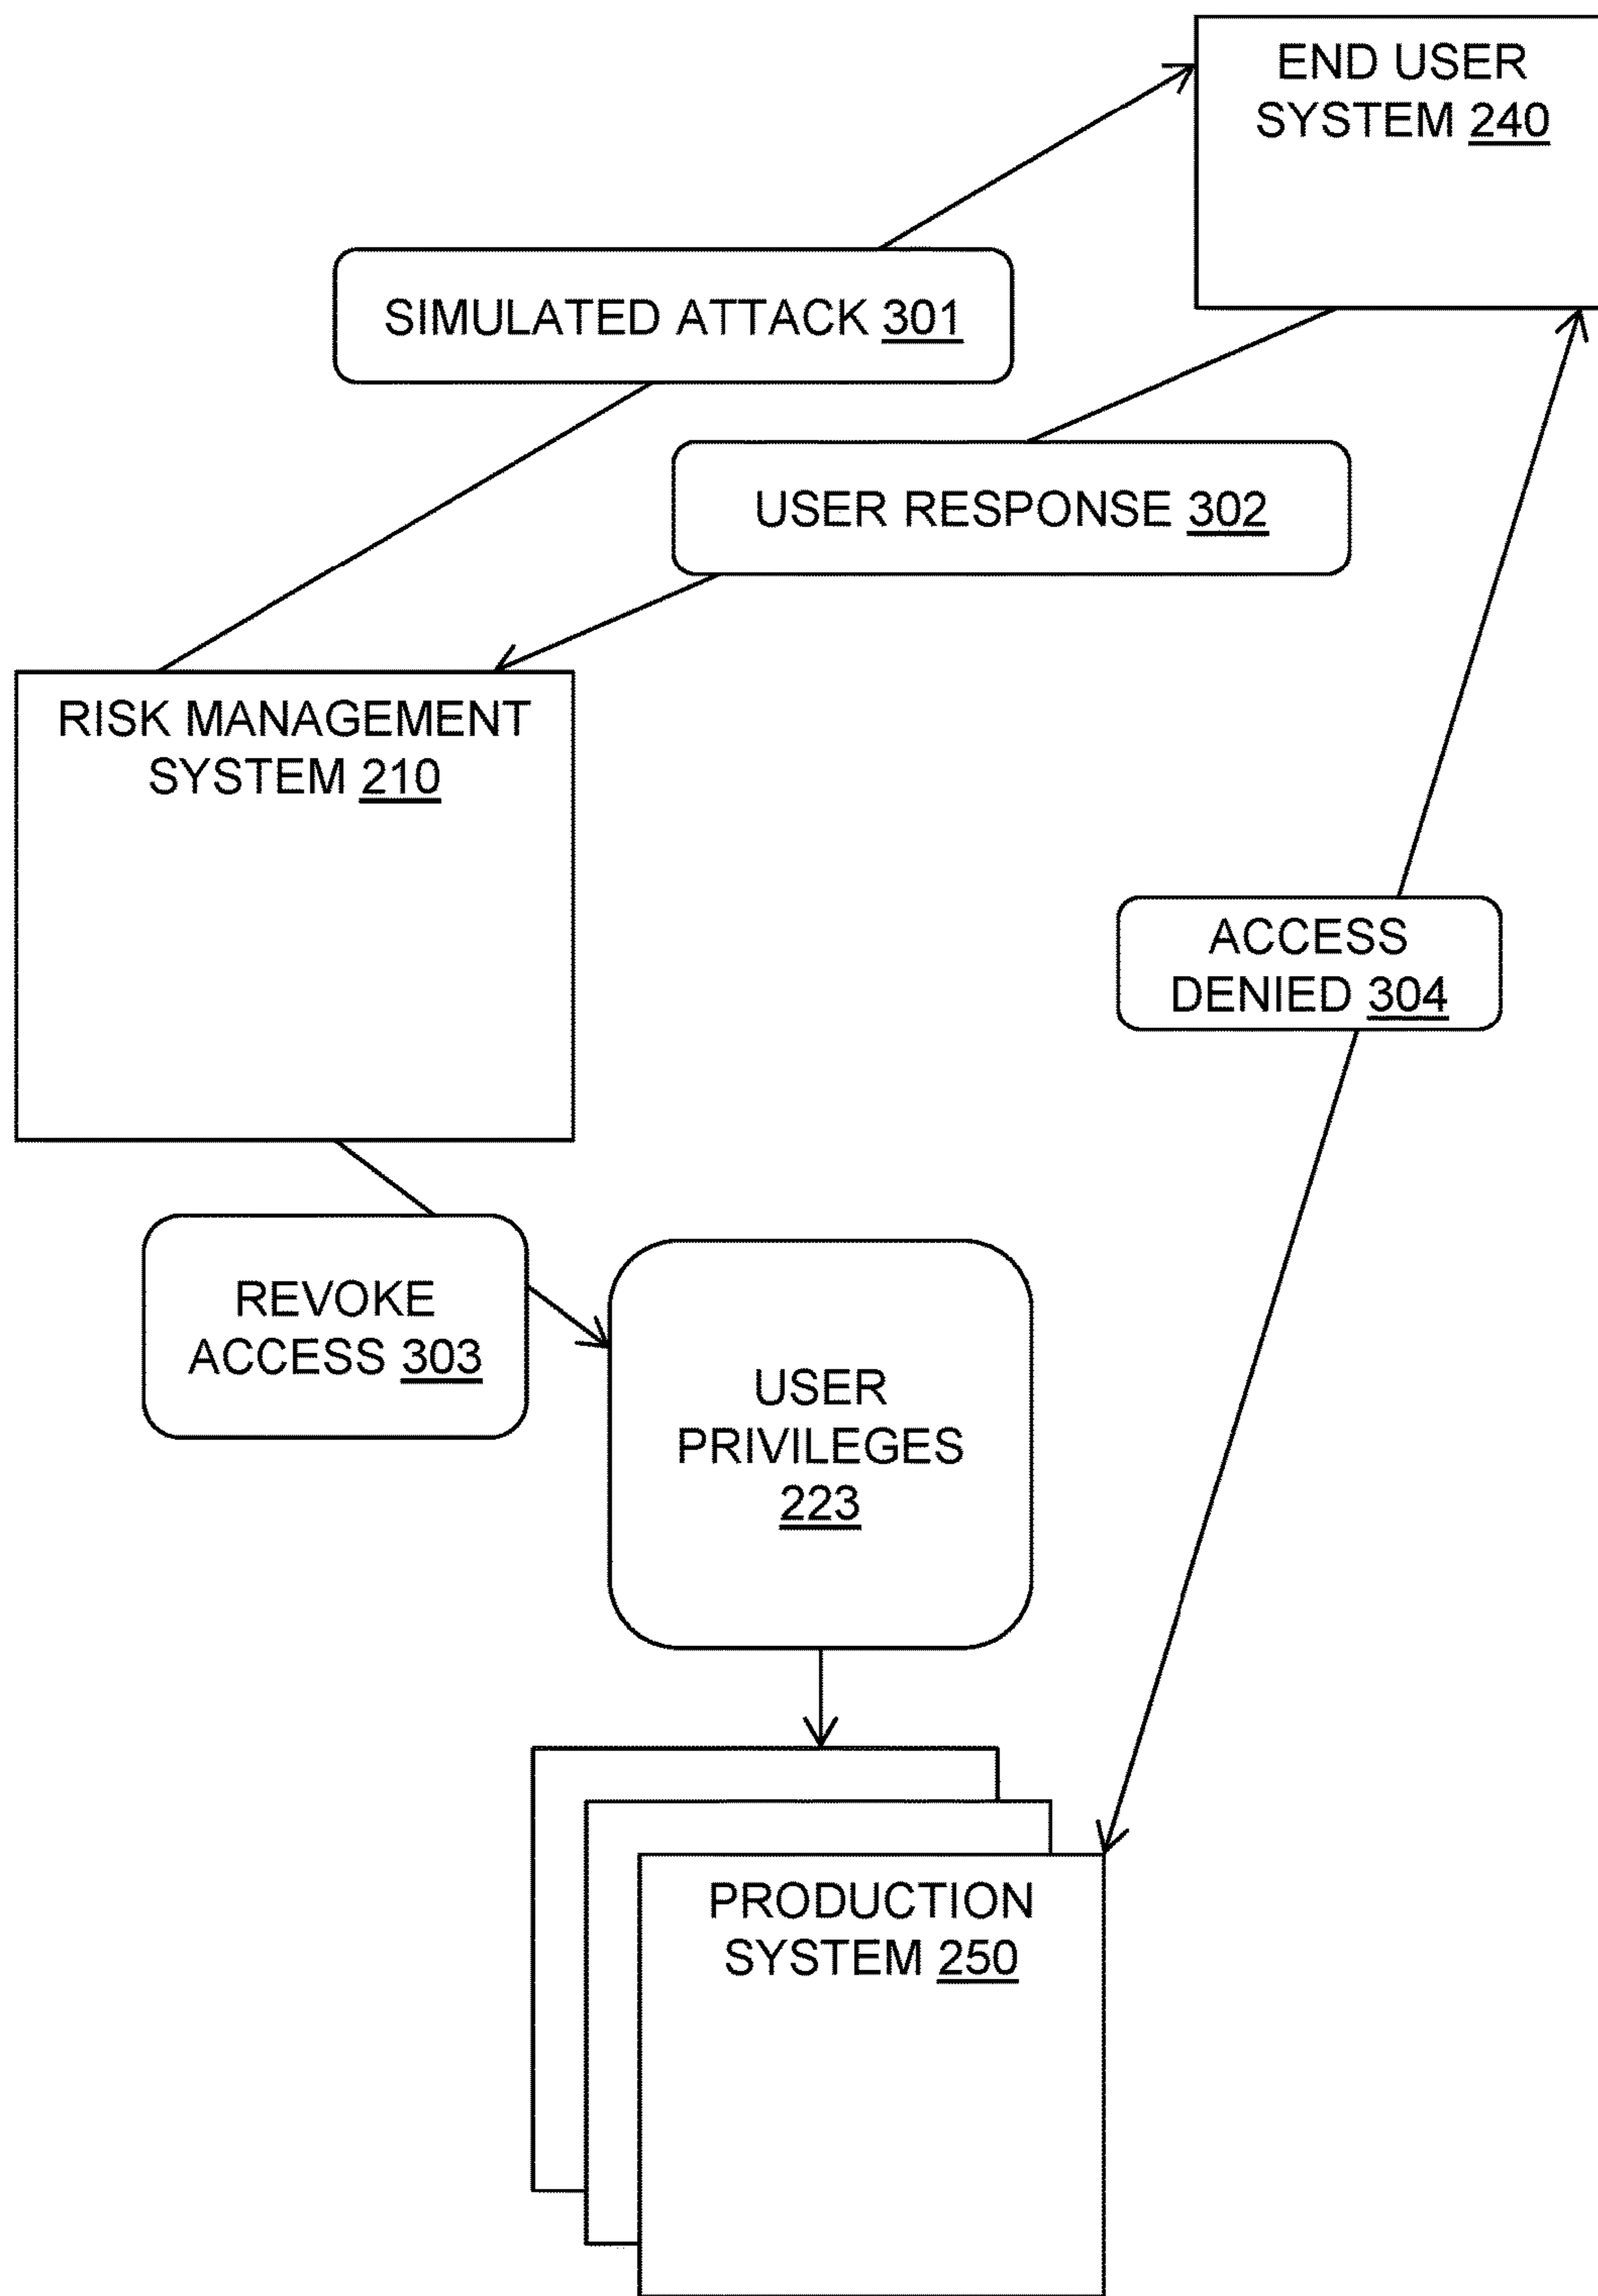 END USER
SYSTEM 240
SIMULATED ATTACK 301
USER RESPONSE 302
RISK MANAGEMENT
SYSTEM 210
ACCESS
DENIED 304
REVOKE
ACCESS 303
USER
PRIVILEGES
223
PRODUCTION
SYSTEM 250